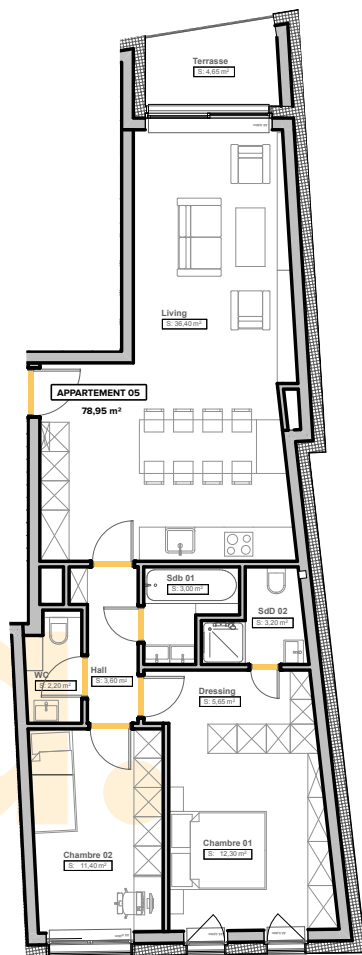 Terrasse
S: 4,65 m²
Living
S: 36,40 m²
APPARTEMENT 05
78,95 m²
Sdb 01
S: 3,00 m²
SdD 02
S: 3,20 m²
WC
S: 2,20 m²
Hall
S: 3,60 m²
Dressing
S: 5,65 m²
Chambre 02
S: 11,40 m²
Chambre 01
S: 12,30 m²